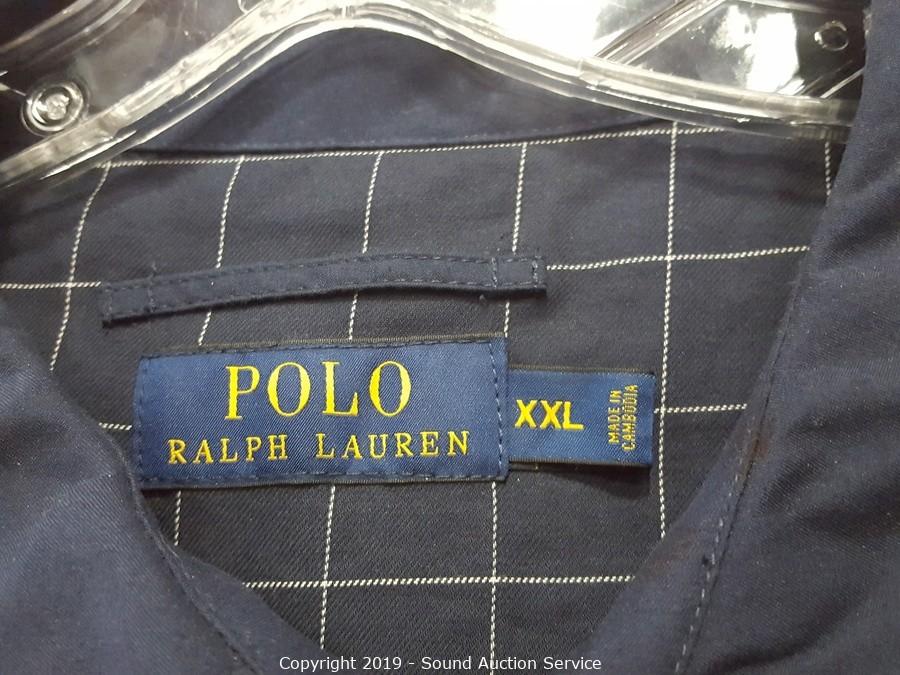 POLO
RALPH LAUREN
XXL
MADE IN
CAMBODIA
Copyright 2019 - Sound Auction Service